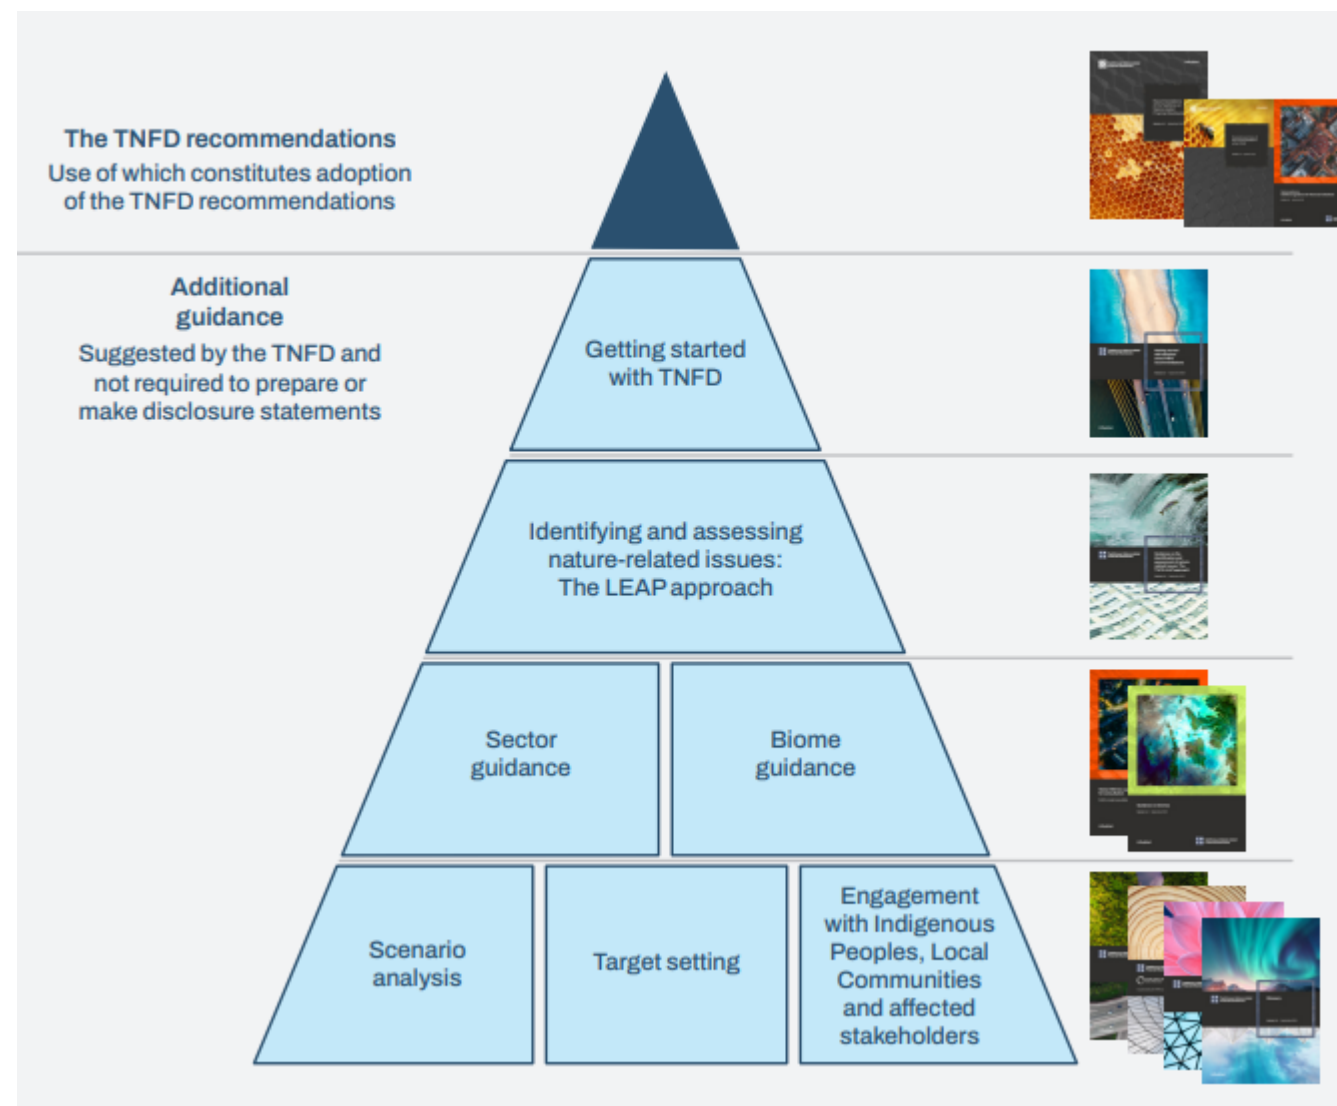 The TNFD recommendations
Use of which constitutes adoption
of the TNFD recommendations
Additional
guidance
Suggested by the TNFD and
not required to prepare or
make disclosure statements
Getting started
with TNFD
Identifying and assessing
nature-related issues:
The LEAP approach
Sector
guidance
Biome
guidance
Scenario
analysis
Target setting
Engagement
with Indigenous
Peoples, Local
Communities
and affected
stakeholders